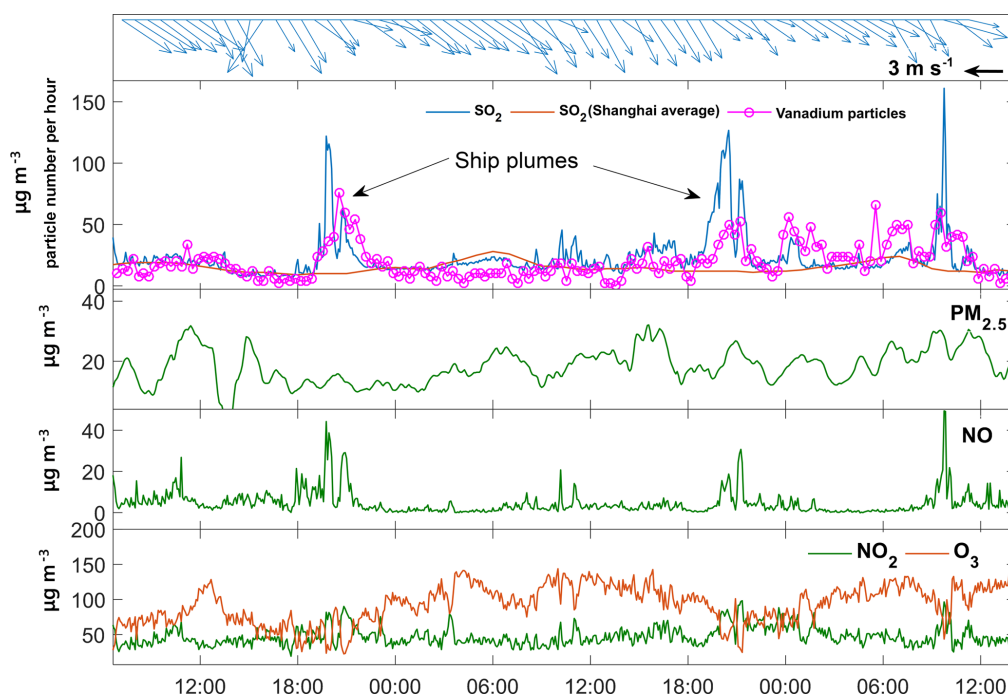 3 m s⁻¹
150
SO₂ SO₂(Shanghai average) Vanadium particles
100
Ship plumes
50
0
µg m⁻³
particle number per hour
40
PM₂.₅
20
0
µg m⁻³
40
NO
20
0
µg m⁻³
200
NO₂ O₃
150
100
50
µg m⁻³
12:00 18:00 00:00 06:00 12:00 18:00 00:00 06:00 12:00